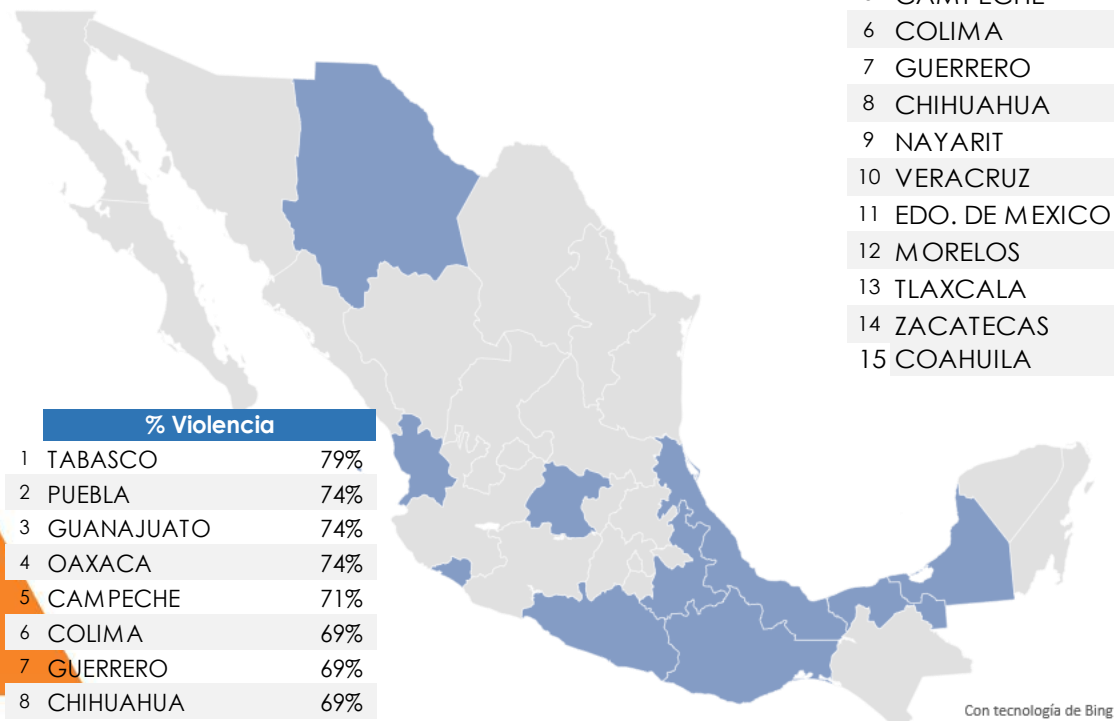 CAMPECHE
6 COLIMA
7 GUERRERO
8 CHIHUAHUA
9 NAYARIT
10 VERACRUZ
11 EDO. DE MEXICO
12 MORELOS
13 TLAXCALA
14 ZACATECAS
15 COAHUILA
% Violencia
1 TABASCO 79%
2 PUEBLA 74%
3 GUANAJUATO 74%
4 OAXACA 74%
5 CAMPECHE 71%
6 COLIMA 69%
7 GUERRERO 69%
8 CHIHUAHUA 69%
Con tecnología de Bing